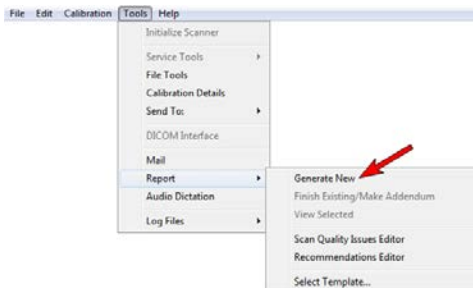 File Edit Calibration Tools Help
Initialize Scanner
Service Tools
File Tools
Calibration Details
Send To:
DICOM Interface
Mail
Report
Audio Dictation
Log Files
Generate New
Finish Existing/Make Addendum
View Selected
Scan Quality Issues Editor
Recommendations Editor
Select Template...